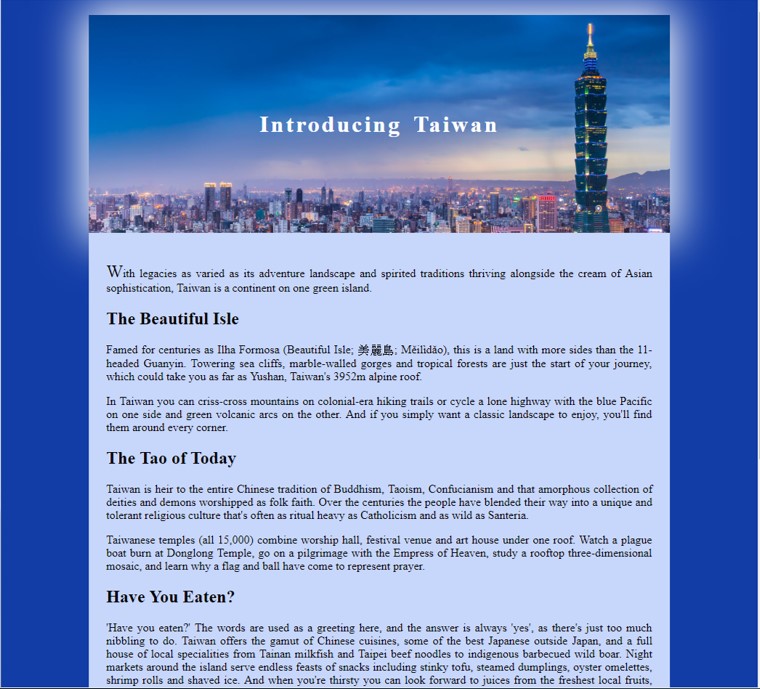 Introducing Taiwan
With legacies as varied as its adventure landscape and spirited traditions thriving alongside the cream of Asian
sophistication, Taiwan is a continent on one green island.
The Beautiful Isle
Famed for centuries as Ilha Formosa (Beautiful Isle; 美麗島; Měilìdǎo), this is a land with more sides than the 11-
headed Guanyin. Towering sea cliffs, marble-walled gorges and tropical forests are just the start of your journey,
which could take you as far as Yushan, Taiwan's 3952m alpine roof.
In Taiwan you can criss-cross mountains on colonial-era hiking trails or cycle a lone highway with the blue Pacific
on one side and green volcanic arcs on the other. And if you simply want a classic landscape to enjoy, you'll find
them around every corner.
The Tao of Today
Taiwan is heir to the entire Chinese tradition of Buddhism, Taoism, Confucianism and that amorphous collection of
deities and demons worshipped as folk faith. Over the centuries the people have blended their way into a unique and
tolerant religious culture that's often as ritual heavy as Catholicism and as wild as Santeria.
Taiwanese temples (all 15,000) combine worship hall, festival venue and art house under one roof. Watch a plague
boat burn at Donglong Temple, go on a pilgrimage with the Empress of Heaven, study a rooftop three-dimensional
mosaic, and learn why a flag and ball have come to represent prayer.
Have You Eaten?
'Have you eaten?' The words are used as a greeting here, and the answer is always 'yes', as there's just too much
nibbling to do. Taiwan offers the gamut of Chinese cuisines, some of the best Japanese outside Japan, and a full
house of local specialities from Tainan milkfish and Taipei beef noodles to indigenous barbecued wild boar. Night
markets around the island serve endless feasts of snacks including stinky tofu, steamed dumplings, oyster omelettes,
shrimp rolls and shaved ice. And when you're thirsty you can look forward to juices from the freshest local fruits,